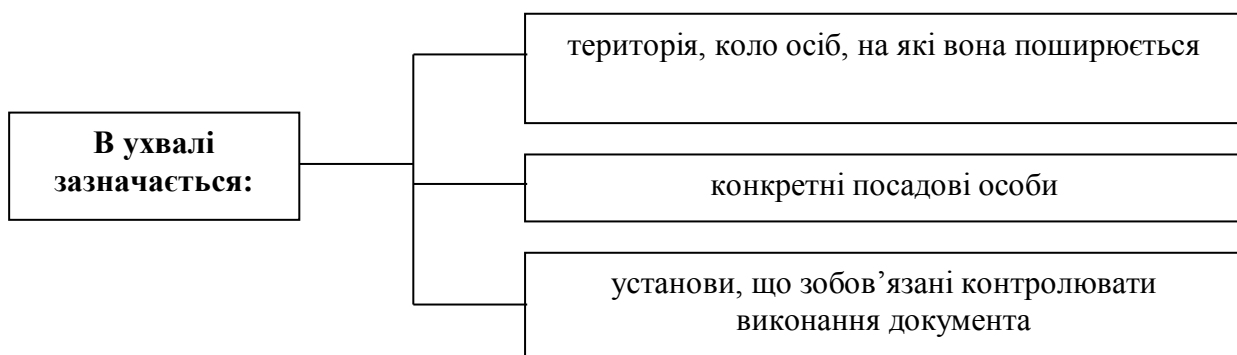 територія, коло осіб, на які вона поширюється
В ухвалі
зазначається:
конкретні посадові особи
установи, що зобов’язані контролювати
виконання документа